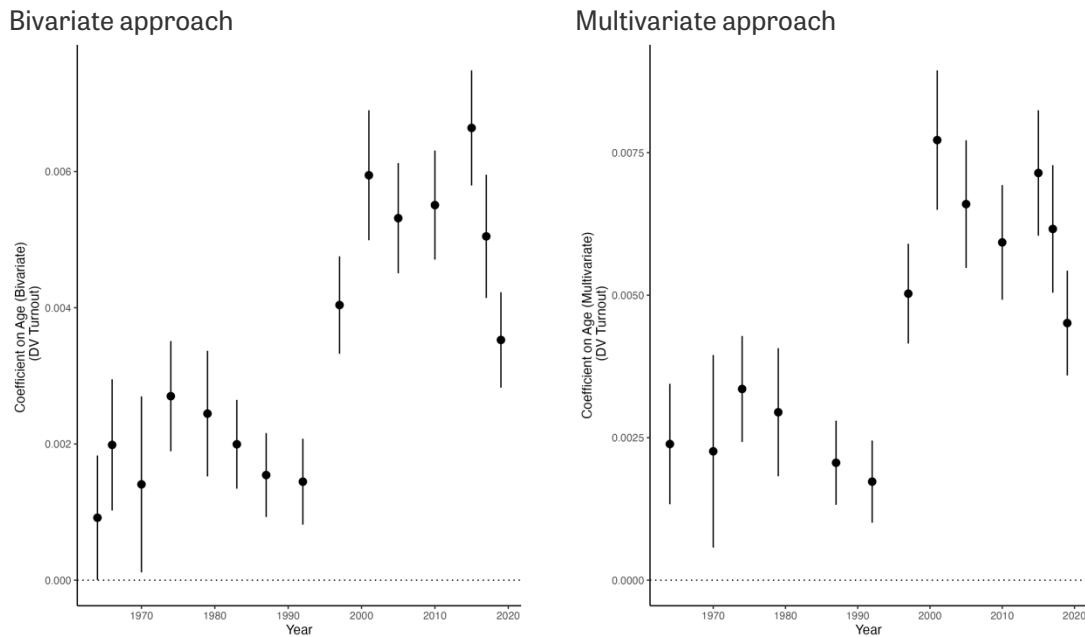 Bivariate approach
Multivariate approach
Coefficient on Age (Bivariate)
(DV Turnout)
0.006
0.004
0.002
0.000
1970 1980 1990 2000 2010 2020
Year
Coefficient on Age (Multivariate)
(DV Turnout)
0.0075
0.0050
0.0025
0.0000
1970 1980 1990 2000 2010 2020
Year